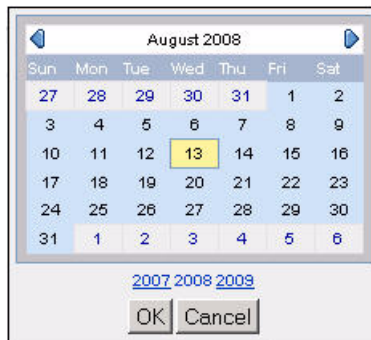 August 2008
Sun Mon Tue Wed Thu Fri Sat
27 28 29 30 31 1 2
3 4 5 6 7 8 9
10 11 12 13 14 15 16
17 18 19 20 21 22 23
24 25 26 27 28 29 30
31 1 2 3 4 5 6
2007 2008 2009
OK Cancel